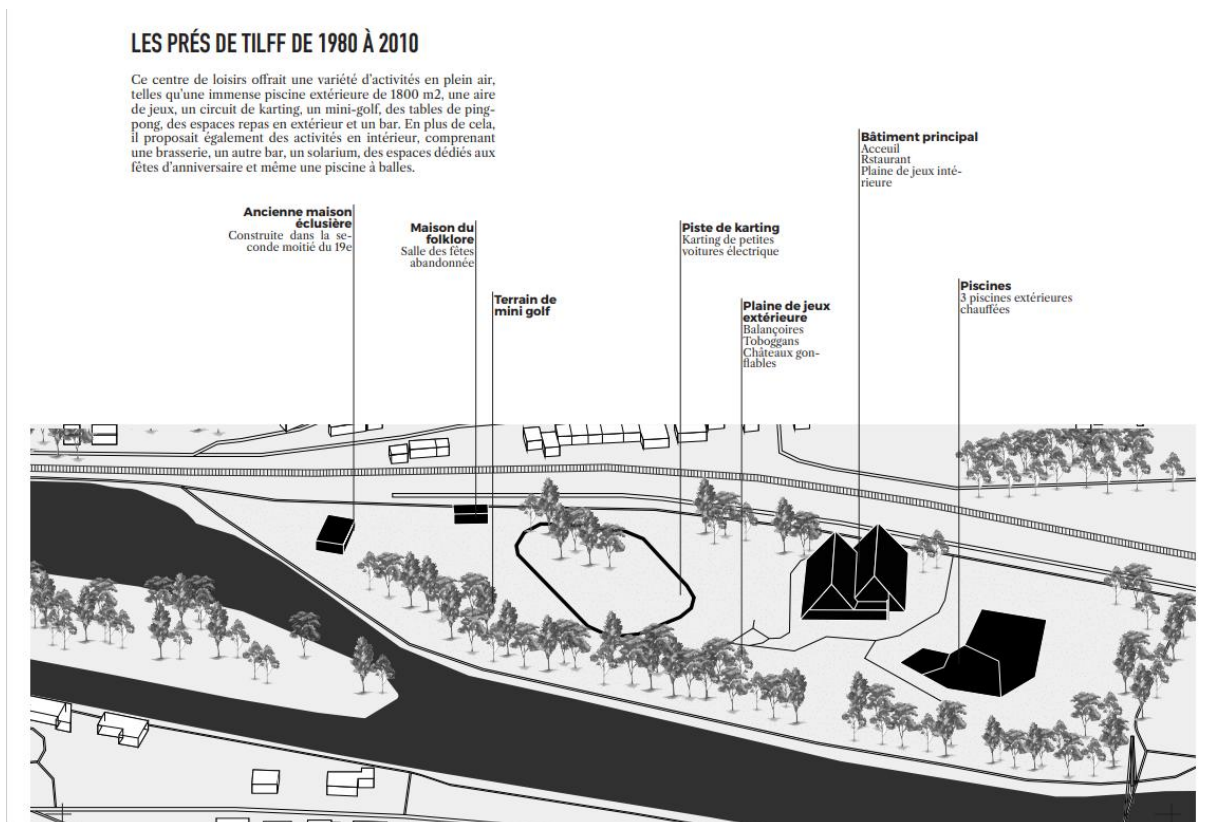 LES PRÉS DE TILFF DE 1980 À 2010
Ce centre de loisirs offrait une variété d'activités en plein air,
telles qu'une immense piscine extérieure de 1800 m2, une aire
de jeux, un circuit de karting, un mini-golf, des tables de ping-
pong, des espaces repas en extérieur et un bar. En plus de cela,
il proposait également des activités en intérieur, comprenant
une brasserie, un autre bar, un solarium, des espaces dédiés aux
fêtes d'anniversaire et même une piscine à balles.
Ancienne maison
éclusière
Construite dans la se-
conde moitié du 19e
Maison du
folklore
Salle des fêtes
abandonnée
Terrain de
mini golf
Piste de karting
Karting de petites
voitures électrique
Plaine de jeux
extérieure
Balançoires
Toboggans
Châteaux gon-
flables
Bâtiment principal
Acceuil
Rstaurant
Plaine de jeux inté-
rieure
Piscines
3 piscines extérieures
chauffées